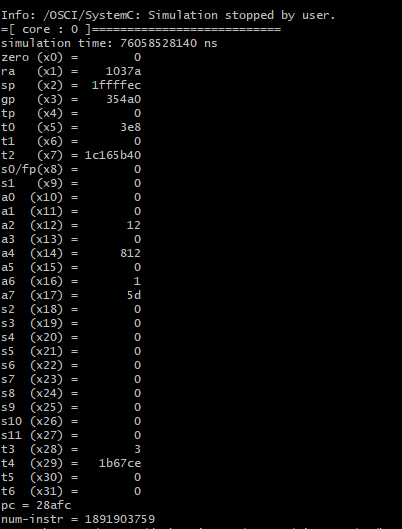 Info: /OSCI/SystemC: Simulation stopped by user.
=[ core : 0 ]===========================
simulation time: 76058528140 ns
zero (x0) =        0
ra   (x1) =    1037a
sp   (x2) =  1ffffec
gp   (x3) =    354a0
tp   (x4) =        0
t0   (x5) =      3e8
t1   (x6) =        0
t2   (x7) = 1c165b40
s0/fp(x8) =        0
s1   (x9) =        0
a0  (x10) =        0
a1  (x11) =        0
a2  (x12) =       12
a3  (x13) =        0
a4  (x14) =      812
a5  (x15) =        0
a6  (x16) =        1
a7  (x17) =       5d
s2  (x18) =        0
s3  (x19) =        0
s4  (x20) =        0
s5  (x21) =        0
s6  (x22) =        0
s7  (x23) =        0
s8  (x24) =        0
s9  (x25) =        0
s10 (x26) =        0
s11 (x27) =        0
t3  (x28) =        3
t4  (x29) =   1b67ce
t5  (x30) =        0
t6  (x31) =        0
pc = 28afc
num-instr = 1891903759